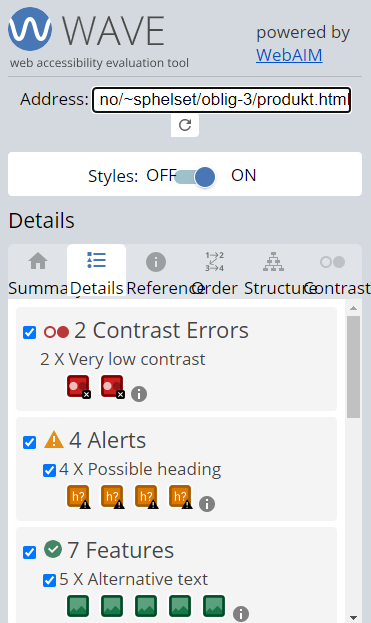 WAVE
web accessibility evaluation tool
powered by
WebAIM
Address: no/~sphelset/oblig-3/produkt.html
Styles: OFF ON
Details
Summary Details Reference Order Structure Contrast
2 Contrast Errors
2 X Very low contrast
4 Alerts
4 X Possible heading
h? h? h? h?
7 Features
5 X Alternative text